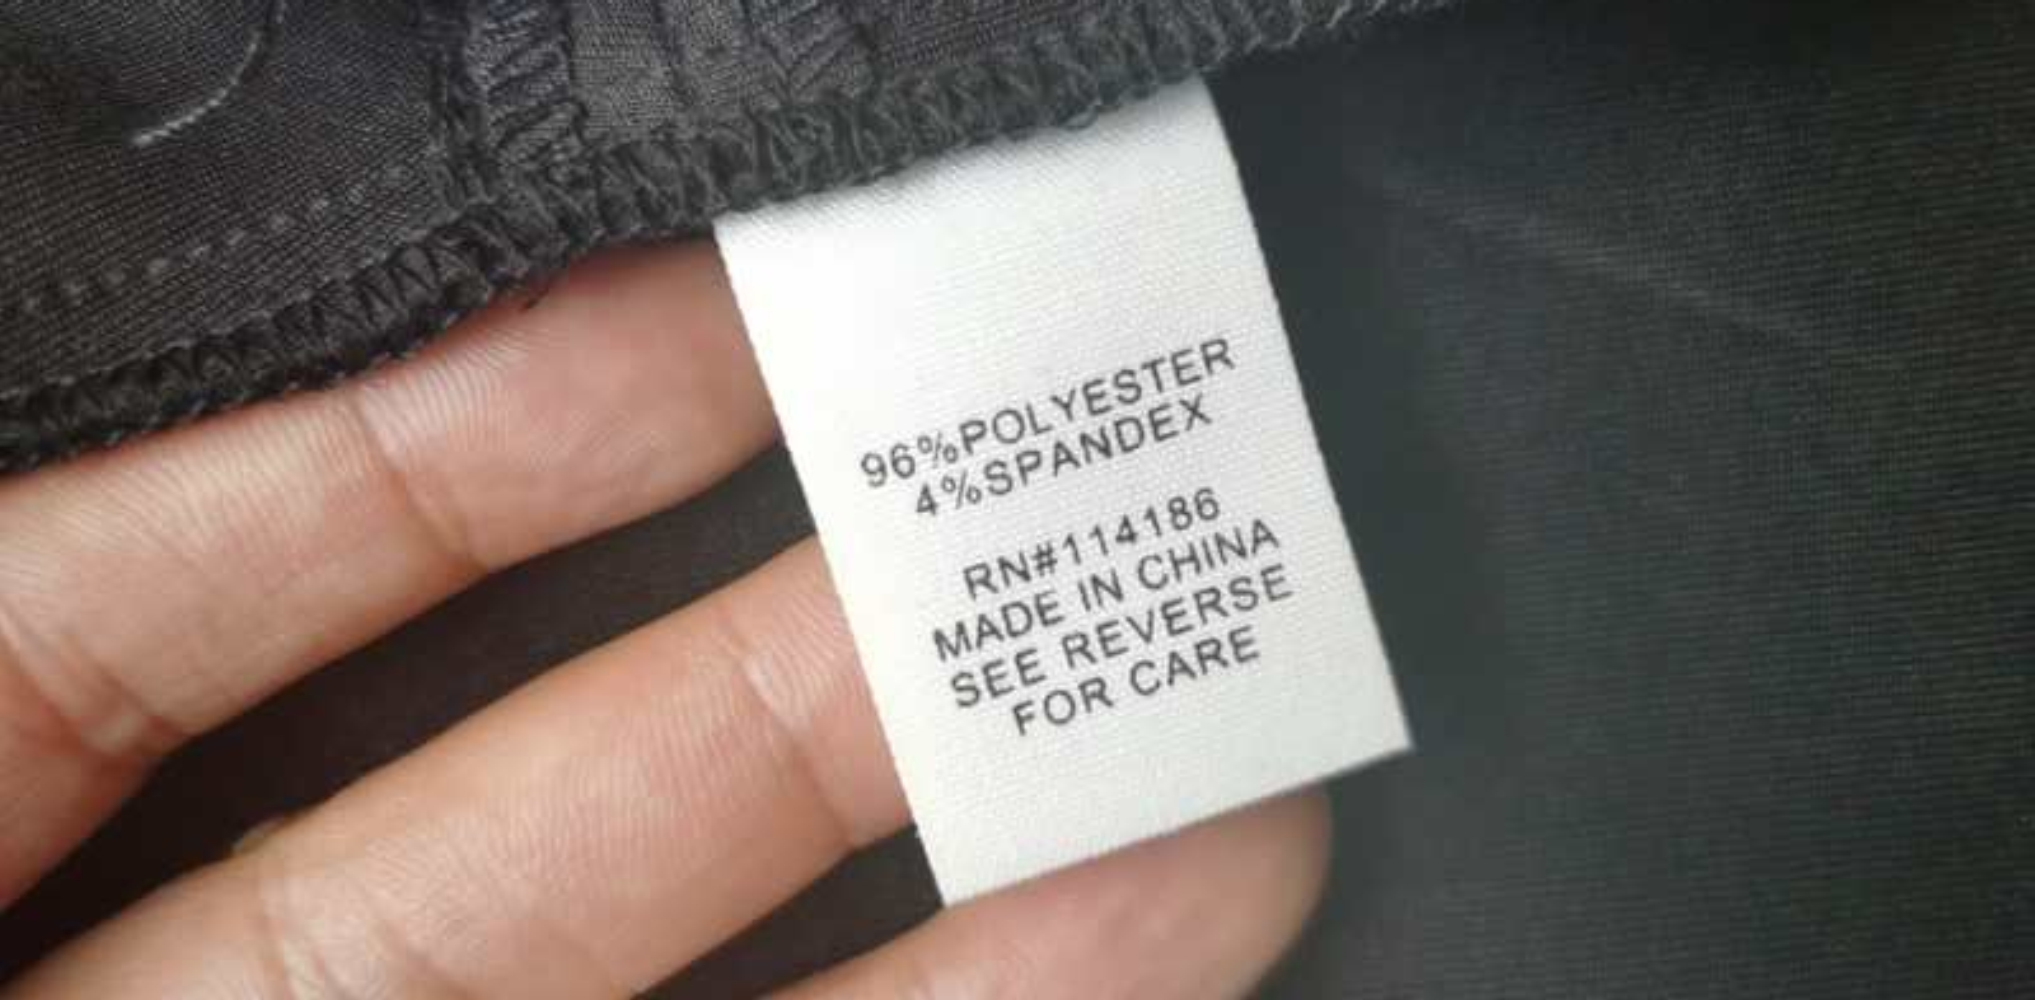 96%POLYESTER
4%SPANDEX
RN#114186
MADE IN CHINA
SEE REVERSE
FOR CARE